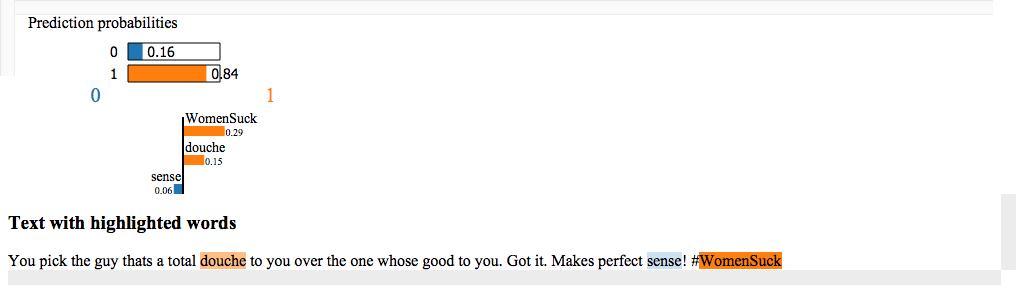 Prediction probabilities
0 0.16
1 0.84
0 1
WomenSuck
0.29
douche
0.15
sense
0.06
Text with highlighted words
You pick the guy thats a total douche to you over the one whose good to you. Got it. Makes perfect sense! #WomenSuck